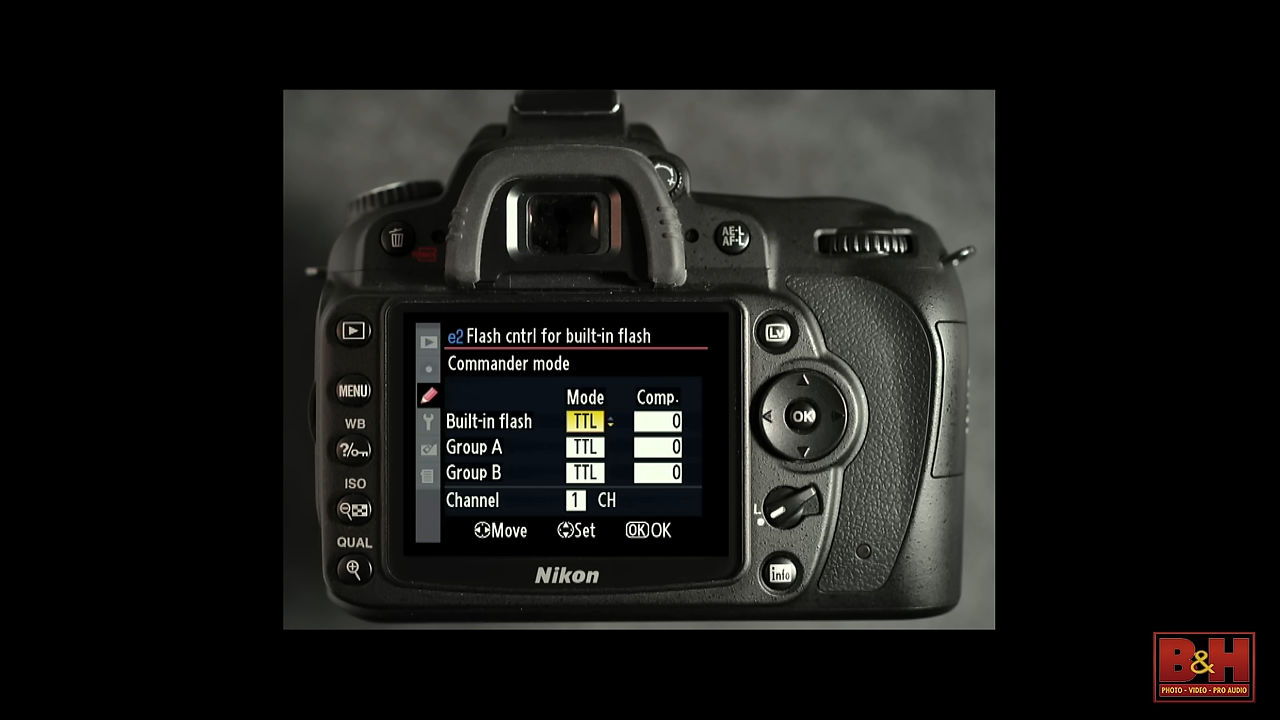 AE-L
AF-L
Lv
MENU
WB
?
ISO
QUAL
e2 Flash cntrl for built-in flash
Commander mode
Mode Comp.
Built-in flash TTL 0
Group A TTL 0
Group B TTL 0
Channel 1 CH
Move Set OK OK
OK
L
info
Nikon
B&H
PHOTO - VIDEO - PRO AUDIO